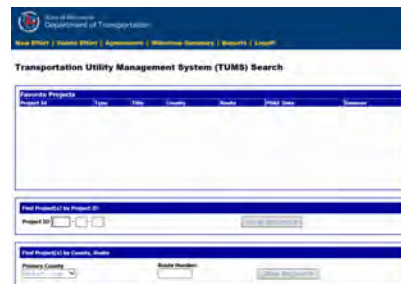 State of Wisconsin
Department of Transportation
New Effort | Delete Effort | Agreements | Milestone Summary | Reports | Logoff
Transportation Utility Management System (TUMS) Search
Favorite Projects
Project Id Type Title County Route PS&E Date Sponsor
Find Project(s) by Project ID
Project ID - -
Find Project(s) by County, Route
Primary County Route Number